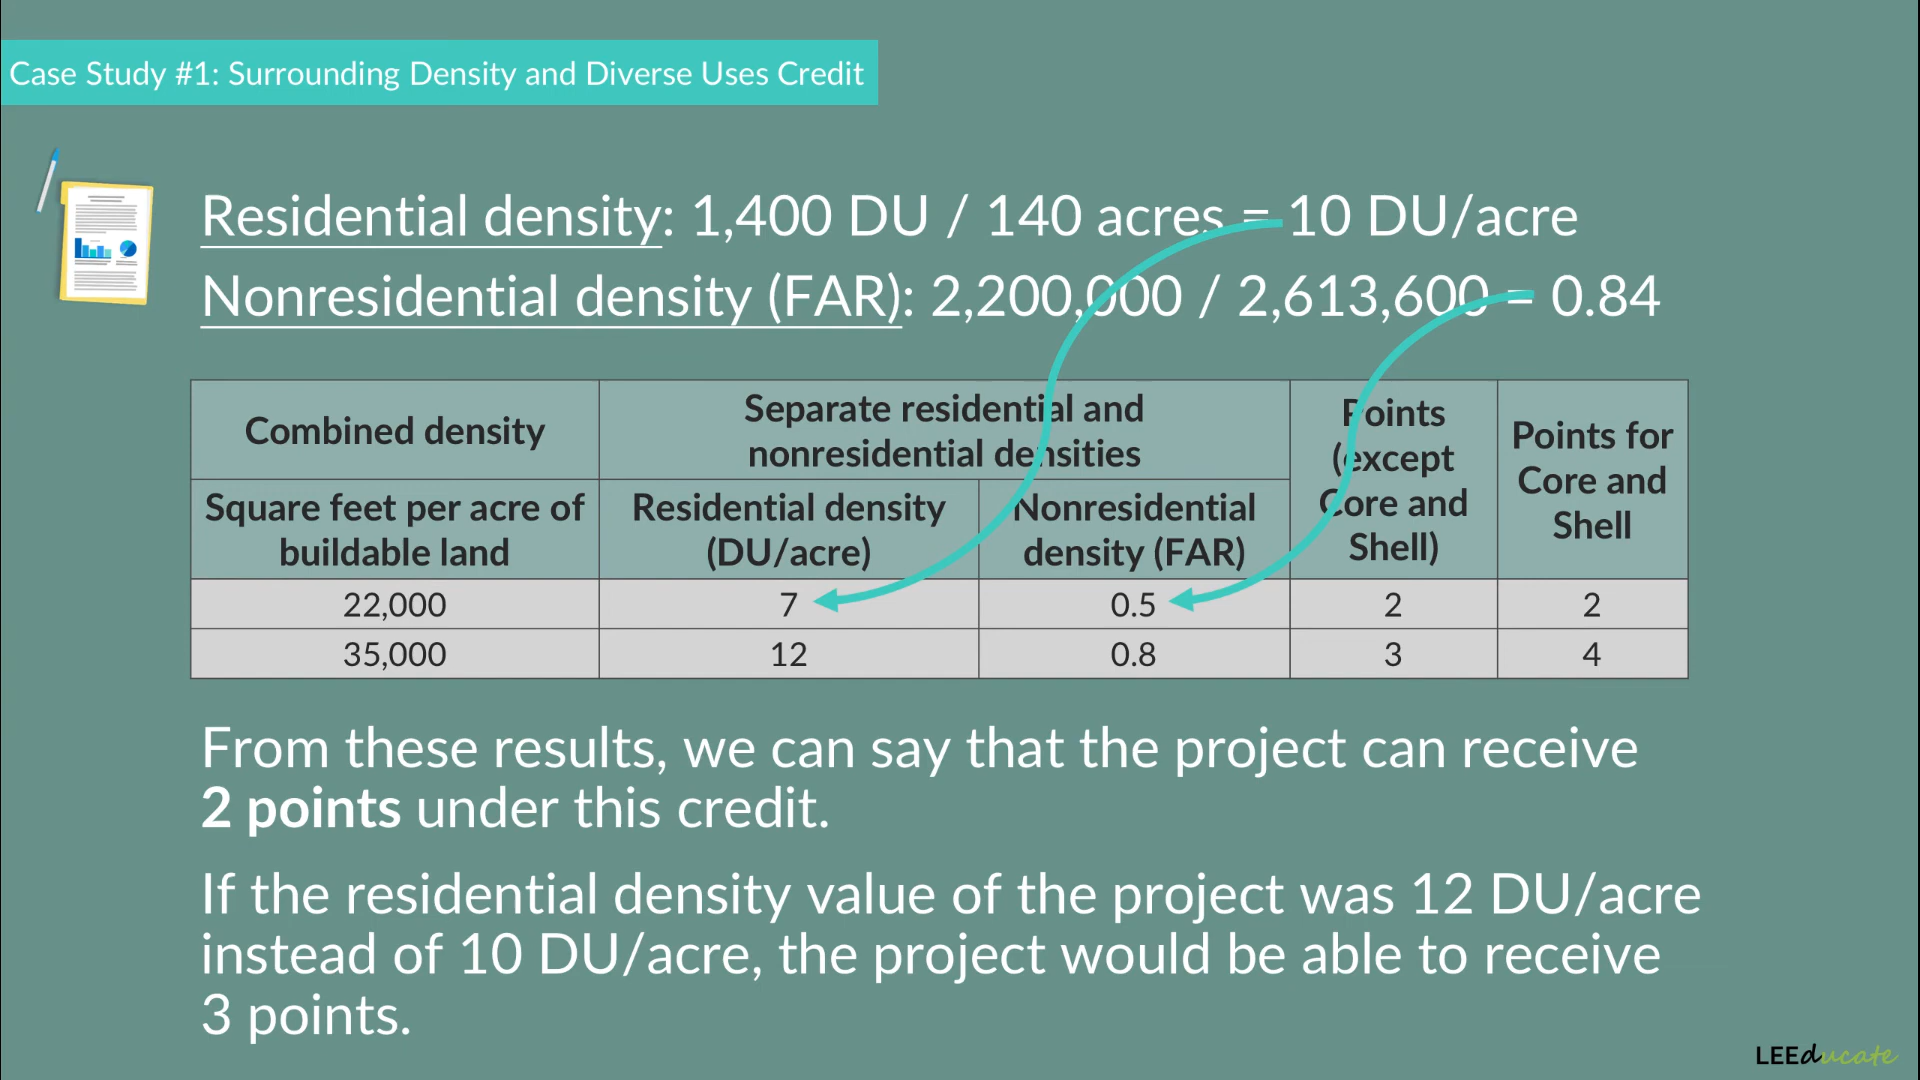 Case Study #1: Surrounding Density and Diverse Uses Credit
Residential density: 1,400 DU / 140 acres = 10 DU/acre
Nonresidential density (FAR): 2,200,000 / 2,613,600 = 0.84
Combined density
Separate residential and
nonresidential densities
Points
(except
Core and
Shell)
Points for
Core and
Shell
Square feet per acre of
buildable land
Residential density
(DU/acre)
Nonresidential
density (FAR)
22,000 7 0.5 2 2
35,000 12 0.8 3 4
From these results, we can say that the project can receive
2 points under this credit.
If the residential density value of the project was 12 DU/acre
instead of 10 DU/acre, the project would be able to receive
3 points.
LEEducate